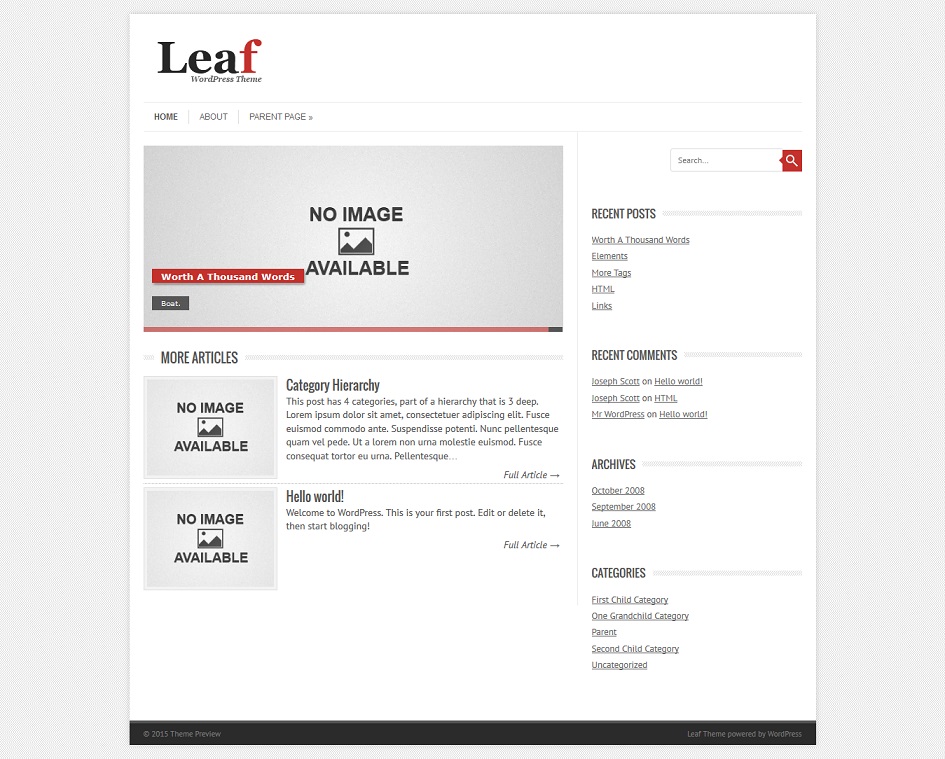 Leaf
WordPress Theme
HOME
ABOUT
PARENT PAGE »
NO IMAGE
AVAILABLE
Worth A Thousand Words
Boat.
MORE ARTICLES
NO IMAGE
AVAILABLE
Category Hierarchy
This post has 4 categories, part of a hierarchy that is 3 deep.
Lorem ipsum dolor sit amet, consectetuer adipiscing elit. Fusce
euismod commodo ante. Suspendisse potenti. Nunc pellentesque
quam vel pede. Ut a lorem non urna molestie euismod. Fusce
consequat tortor eu urna. Pellentesque…
Full Article →
NO IMAGE
AVAILABLE
Hello world!
Welcome to WordPress. This is your first post. Edit or delete it,
then start blogging!
Full Article →
Search...
RECENT POSTS
Worth A Thousand Words
Elements
More Tags
HTML
Links
RECENT COMMENTS
Joseph Scott on Hello world!
Joseph Scott on HTML
Mr WordPress on Hello world!
ARCHIVES
October 2008
September 2008
June 2008
CATEGORIES
First Child Category
One Grandchild Category
Parent
Second Child Category
Uncategorized
© 2015 Theme Preview
Leaf Theme powered by WordPress